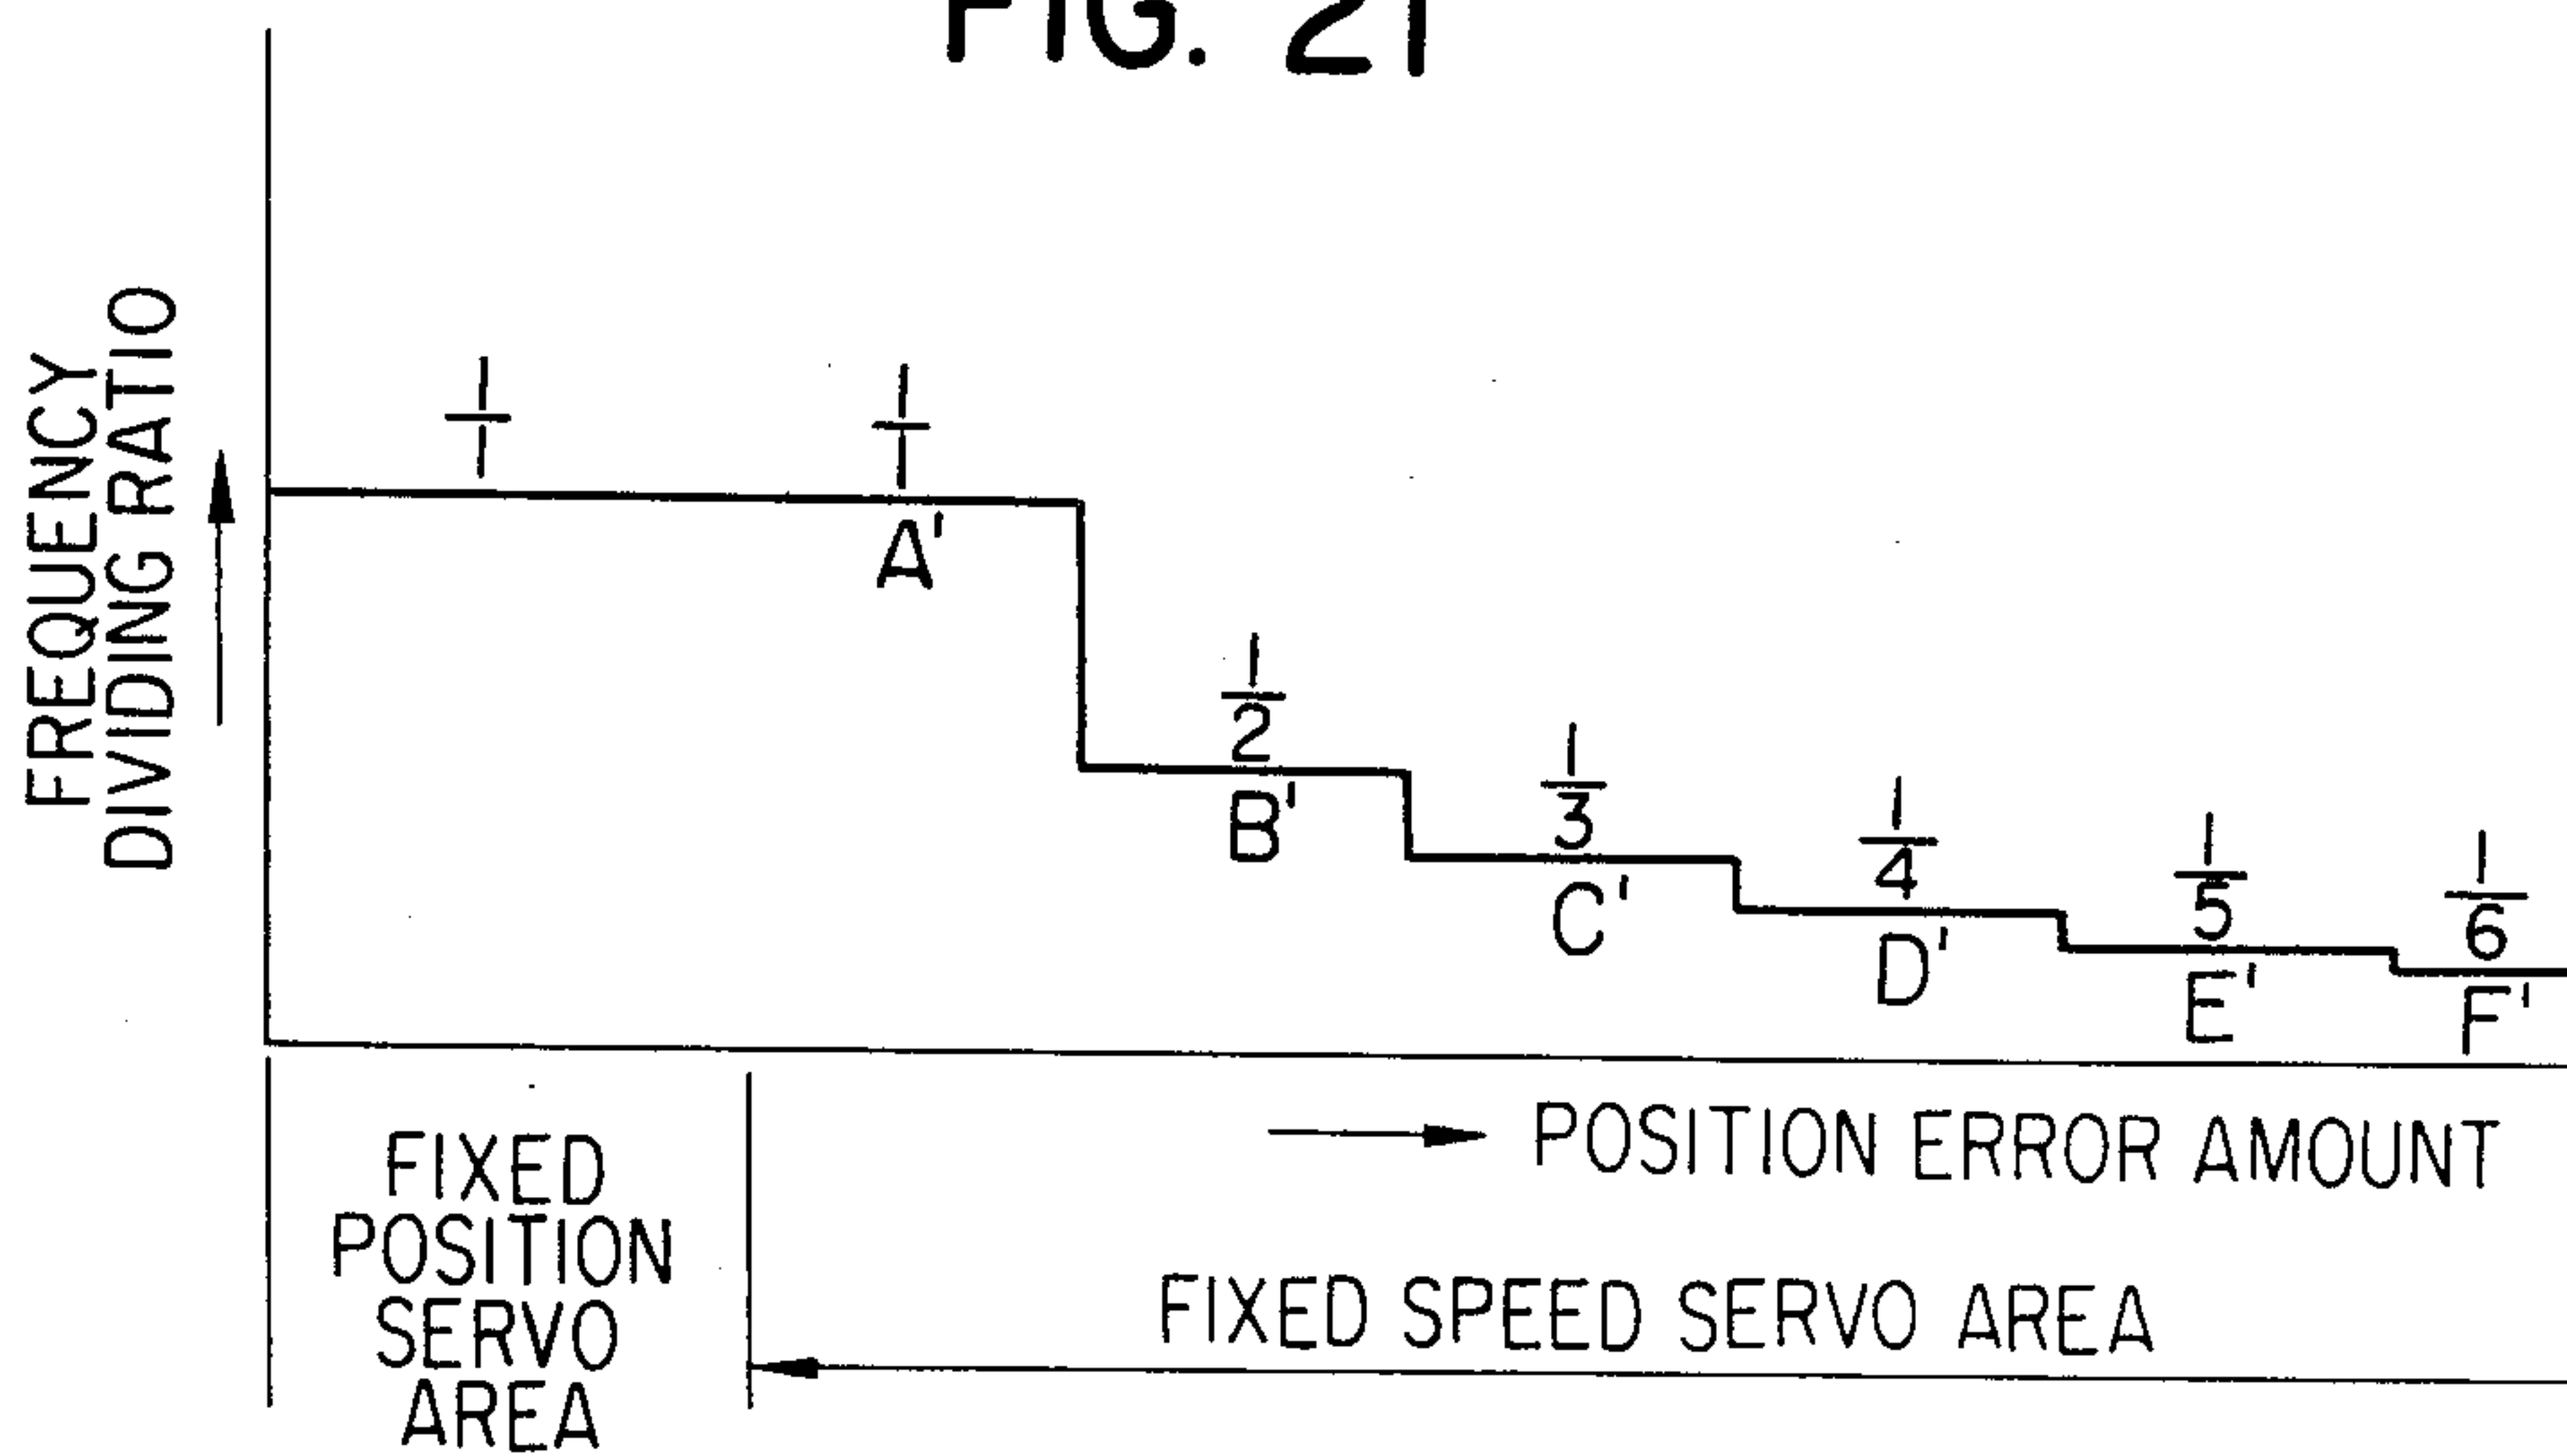 FIG. 21
FREQUENCY
DIVIDING RATIO
1/1
1/1
A'
1/2
B'
1/3
C'
1/4
D'
1/5
E'
1/6
F'
POSITION ERROR AMOUNT
FIXED
POSITION
SERVO
AREA
FIXED SPEED SERVO AREA